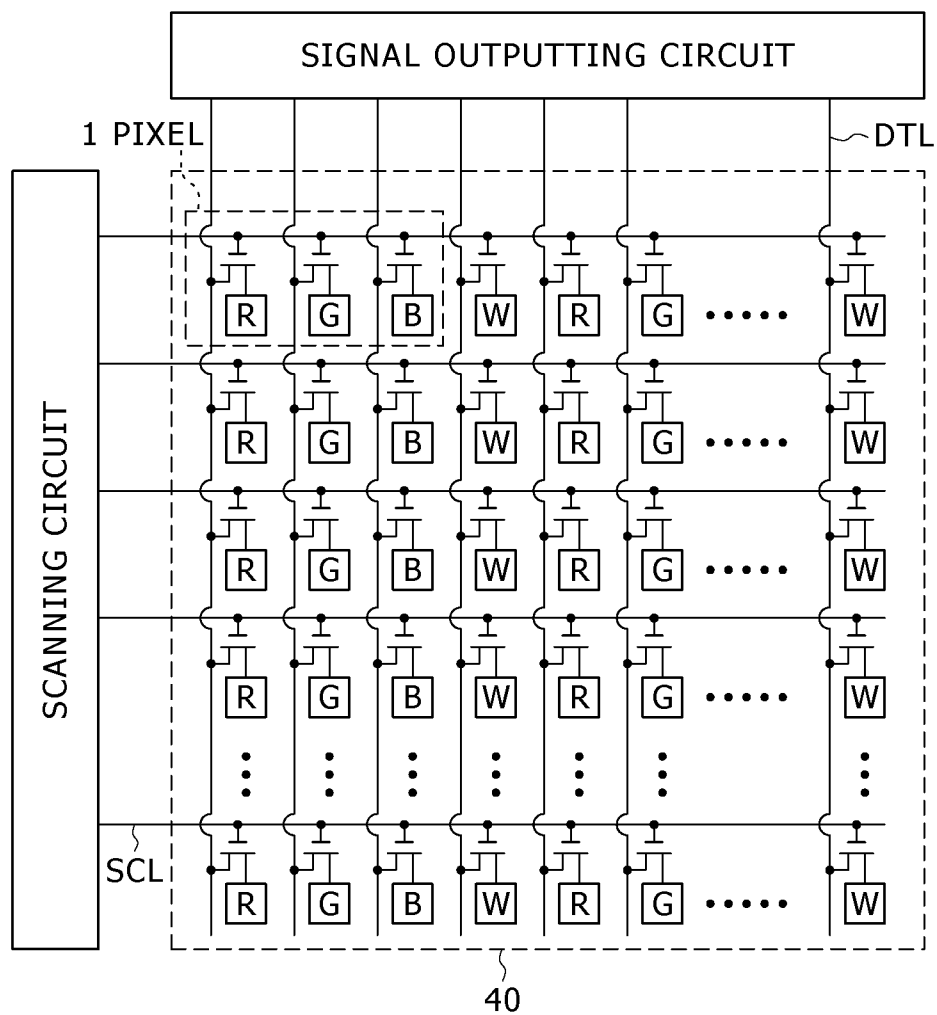 SIGNAL OUTPUTTING CIRCUIT
1 PIXEL
DTL
SCANNING CIRCUIT
R G B W R G W
R G B W R G W
R G B W R G W
R G B W R G W
SCL
R G B W R G W
40